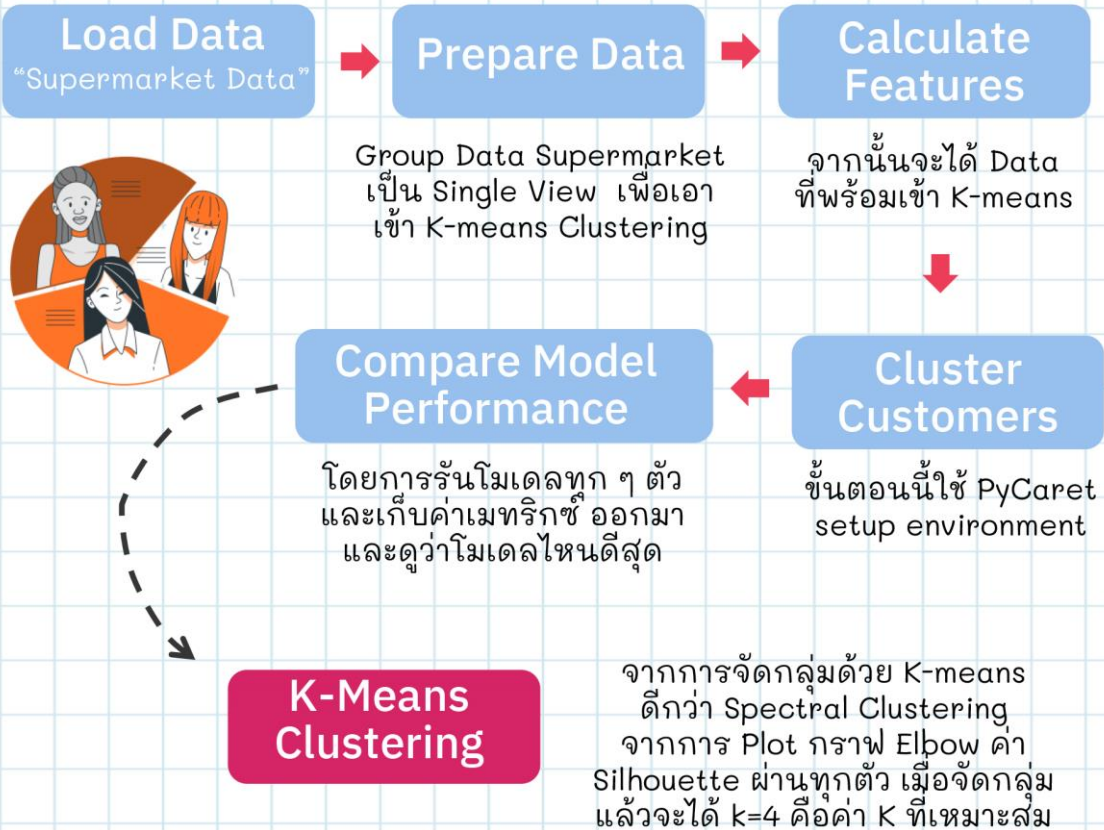 Load Data
“Supermarket Data”
Prepare Data
Calculate
Features
Group Data Supermarket
เป็น Single View เพื่อเอา
เข้า K-means Clustering
จากนั้นจะได้ Data
ที่พร้อมเข้า K-means
Cluster
Customers
ขั้นตอนนี้ใช้ PyCaret
setup environment
Compare Model
Performance
โดยการรันโมเดลทุก ๆ ตัว
และเก็บค่าเมทริกซ์ ออกมา
และดูว่าโมเดลไหนดีสุด
K-Means
Clustering
จากการจัดกลุ่มด้วย K-means
ดีกว่า Spectral Clustering
จากการ Plot กราฟ Elbow ค่า
Silhouette ผ่านทุกตัว เมื่อจัดกลุ่ม
แล้วจะได้ k=4 คือค่า K ที่เหมาะสม